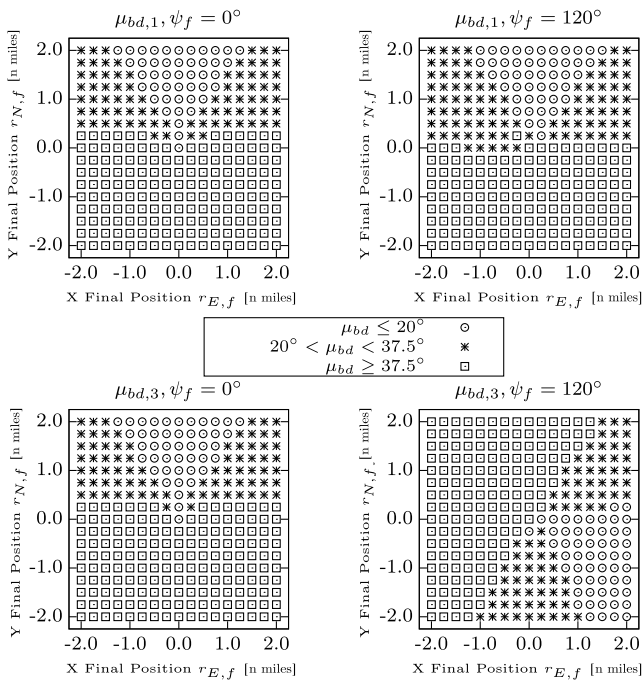 μ_{bd,1}, ψ_f = 0°
Y Final Position r_{N,f} [n miles]
2.0
1.0
0.0
-1.0
-2.0
-2.0 -1.0 0.0 1.0 2.0
X Final Position r_{E,f} [n miles]
μ_{bd,1}, ψ_f = 120°
Y Final Position r_{N,f} [n miles]
2.0
1.0
0.0
-1.0
-2.0
-2.0 -1.0 0.0 1.0 2.0
X Final Position r_{E,f} [n miles]
μ_{bd} ≤ 20°
20° < μ_{bd} < 37.5°
μ_{bd} ≥ 37.5°
μ_{bd,3}, ψ_f = 0°
Y Final Position r_{N,f} [n miles]
2.0
1.0
0.0
-1.0
-2.0
-2.0 -1.0 0.0 1.0 2.0
X Final Position r_{E,f} [n miles]
μ_{bd,3}, ψ_f = 120°
Y Final Position r_{N,f} [n miles]
2.0
1.0
0.0
-1.0
-2.0
-2.0 -1.0 0.0 1.0 2.0
X Final Position r_{E,f} [n miles]